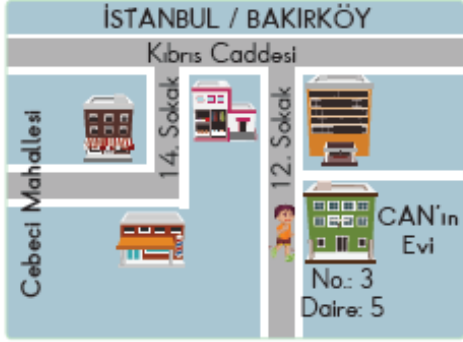 İSTANBUL / BAKIRKÖY
Kıbrıs Caddesi
14. Sokak
12. Sokak
Cebeci Mahallesi
CAN'ın
Evi
No.: 3
Daire: 5